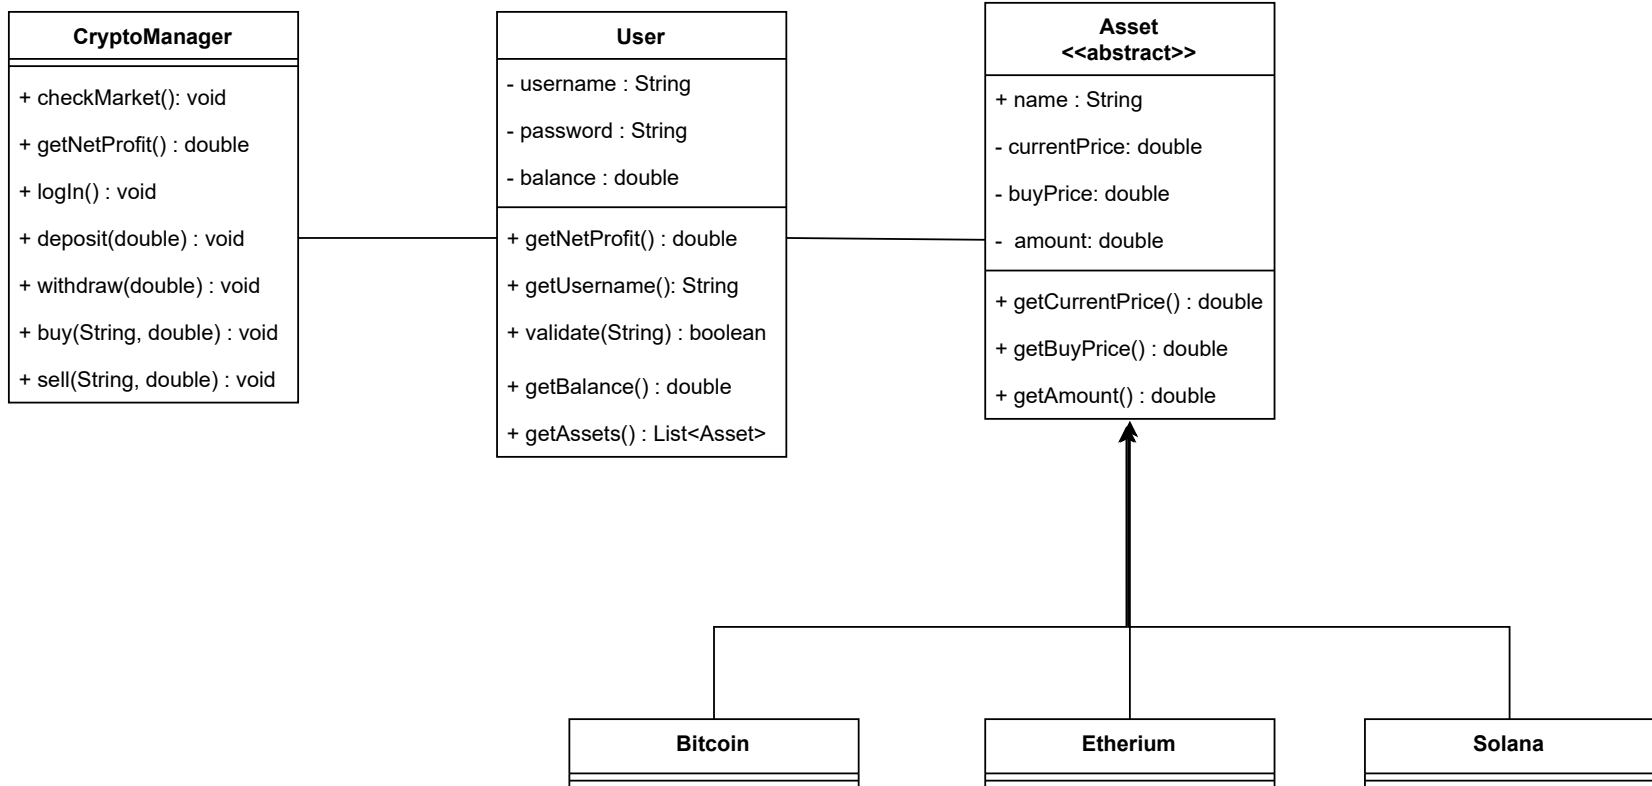 CryptoManager
+ checkMarket(): void
+ getNetProfit() : double
+ logIn() : void
+ deposit(double) : void
+ withdraw(double) : void
+ buy(String, double) : void
+ sell(String, double) : void
User
- username : String
- password : String
- balance : double
+ getNetProfit() : double
+ getUsername(): String
+ validate(String) : boolean
+ getBalance() : double
+ getAssets() : List<Asset>
Asset
<<abstract>>
+ name : String
- currentPrice: double
- buyPrice: double
- amount: double
+ getCurrentPrice() : double
+ getBuyPrice() : double
+ getAmount() : double
Bitcoin
Etherium
Solana